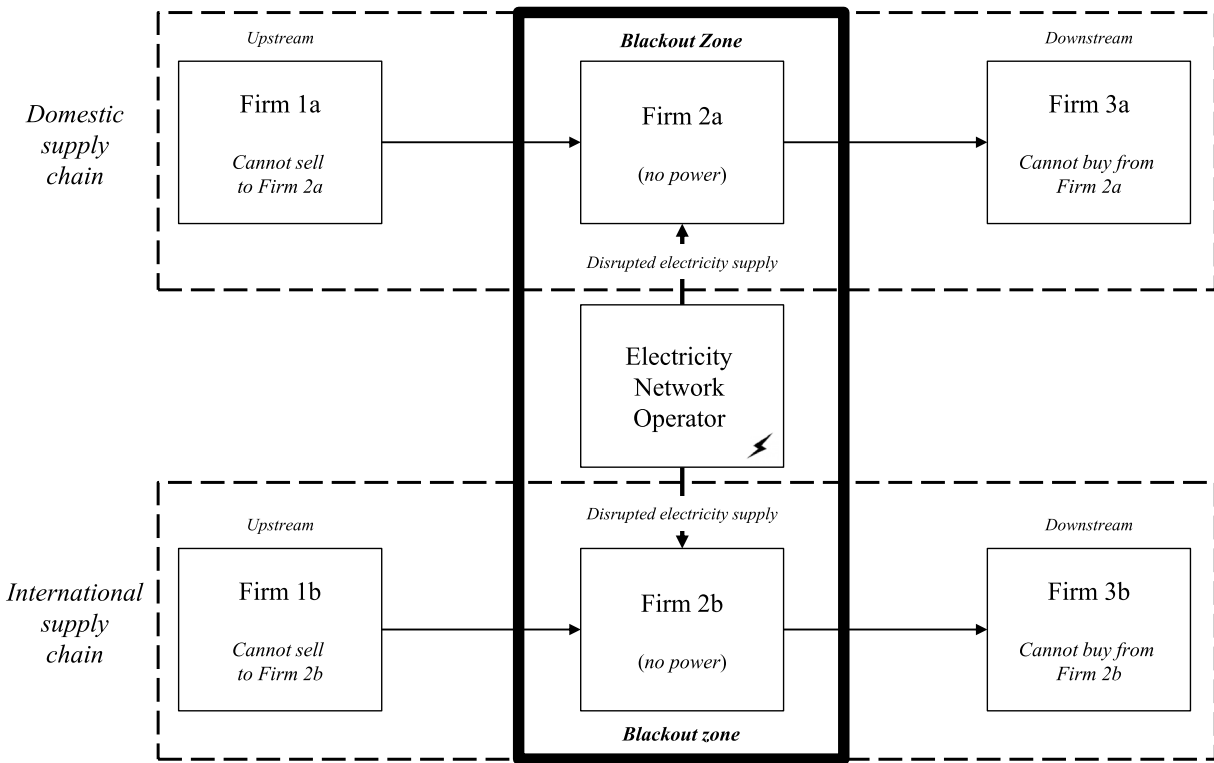 Upstream
Blackout Zone
Downstream
Domestic
supply
chain
Firm 1a
Cannot sell
to Firm 2a
Firm 2a
(no power)
Firm 3a
Cannot buy from
Firm 2a
Disrupted electricity supply
Electricity
Network
Operator
Disrupted electricity supply
Upstream
Downstream
International
supply
chain
Firm 1b
Cannot sell
to Firm 2b
Firm 2b
(no power)
Firm 3b
Cannot buy from
Firm 2b
Blackout zone